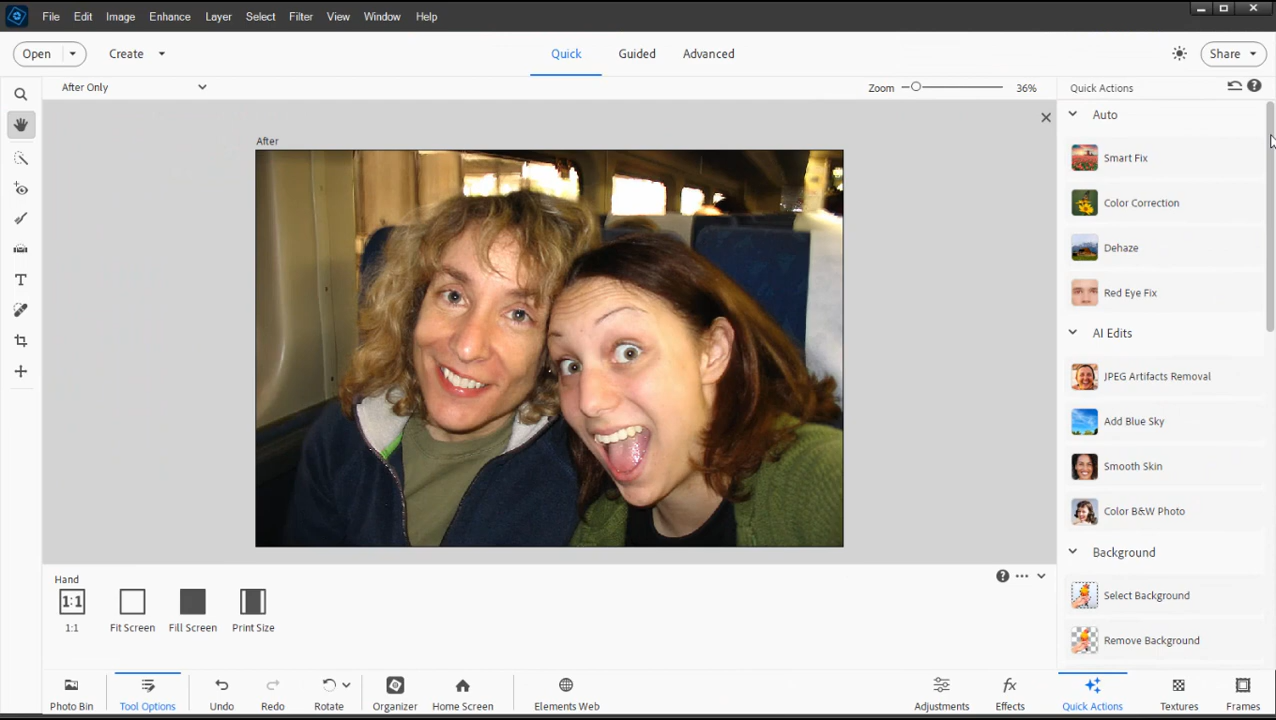 File Edit Image Enhance Layer Select Filter View Window Help
Open Create Quick Guided Advanced Share
After Only Zoom 36% Quick Actions
After
Auto
Smart Fix
Color Correction
Dehaze
Red Eye Fix
AI Edits
JPEG Artifacts Removal
Add Blue Sky
Smooth Skin
Color B&W Photo
Background
Select Background
Remove Background
Hand
1:1
1:1 Fit Screen Fill Screen Print Size
T
Photo Bin Tool Options Undo Redo Rotate Organizer Home Screen Elements Web Adjustments Effects Quick Actions Textures Frames